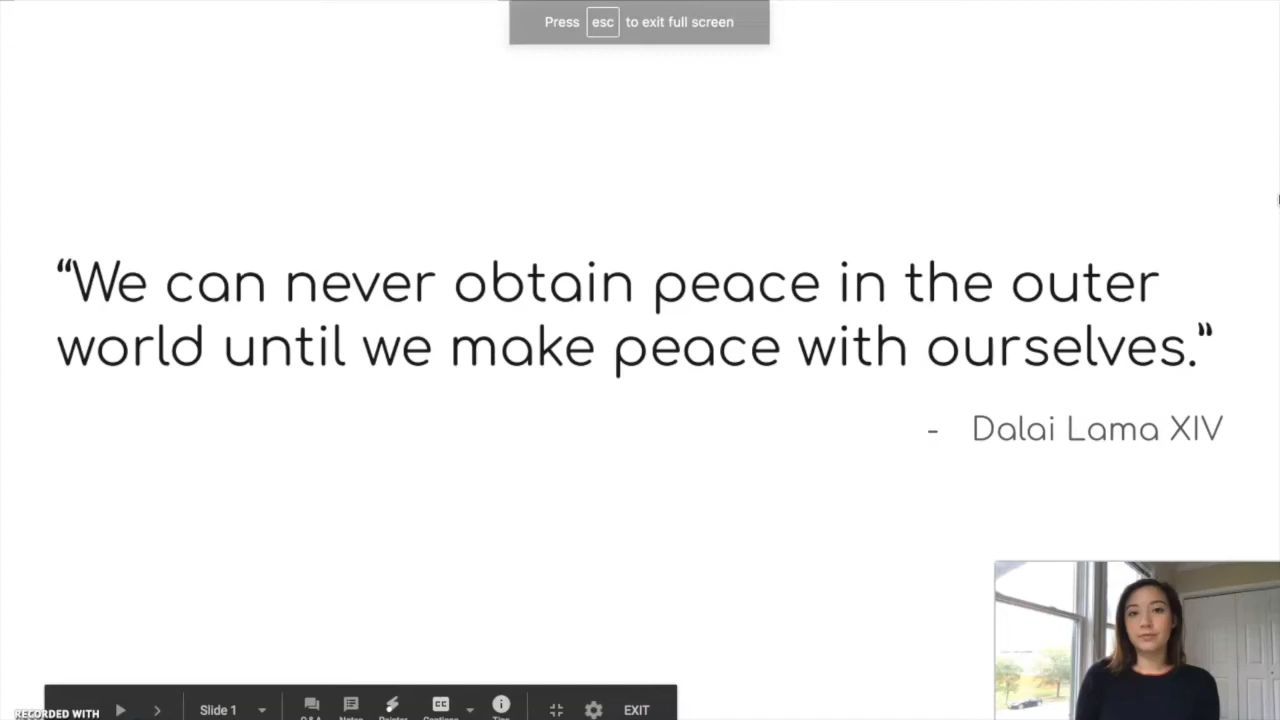 Press esc to exit full screen
“We can never obtain peace in the outer
world until we make peace with ourselves.”
- Dalai Lama XIV
RECORDED WITH
Slide 1
CC
EXIT